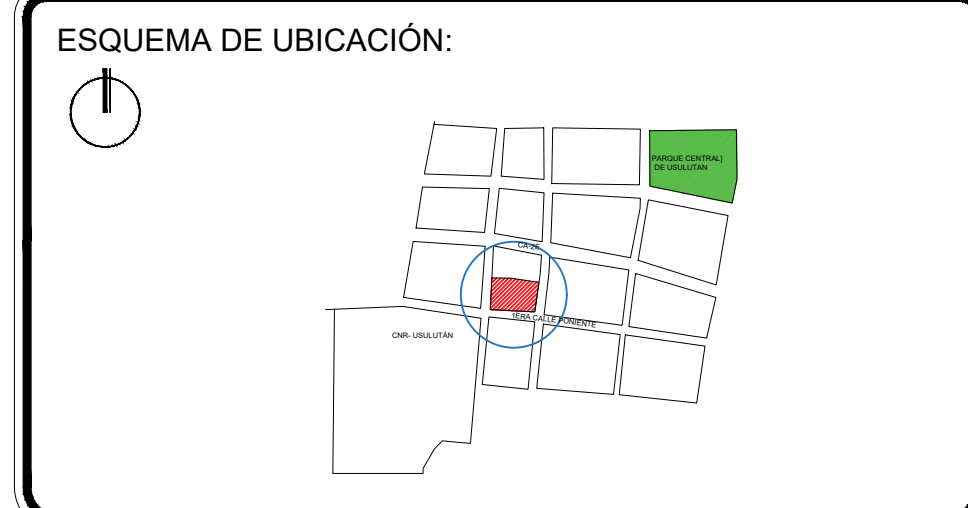 ESQUEMA DE UBICACIÓN:
PARQUE CENTRAL)
DE USULUTAN
CA-2E
1ERA CALLE PONIENTE
CNR- USULUTÁN